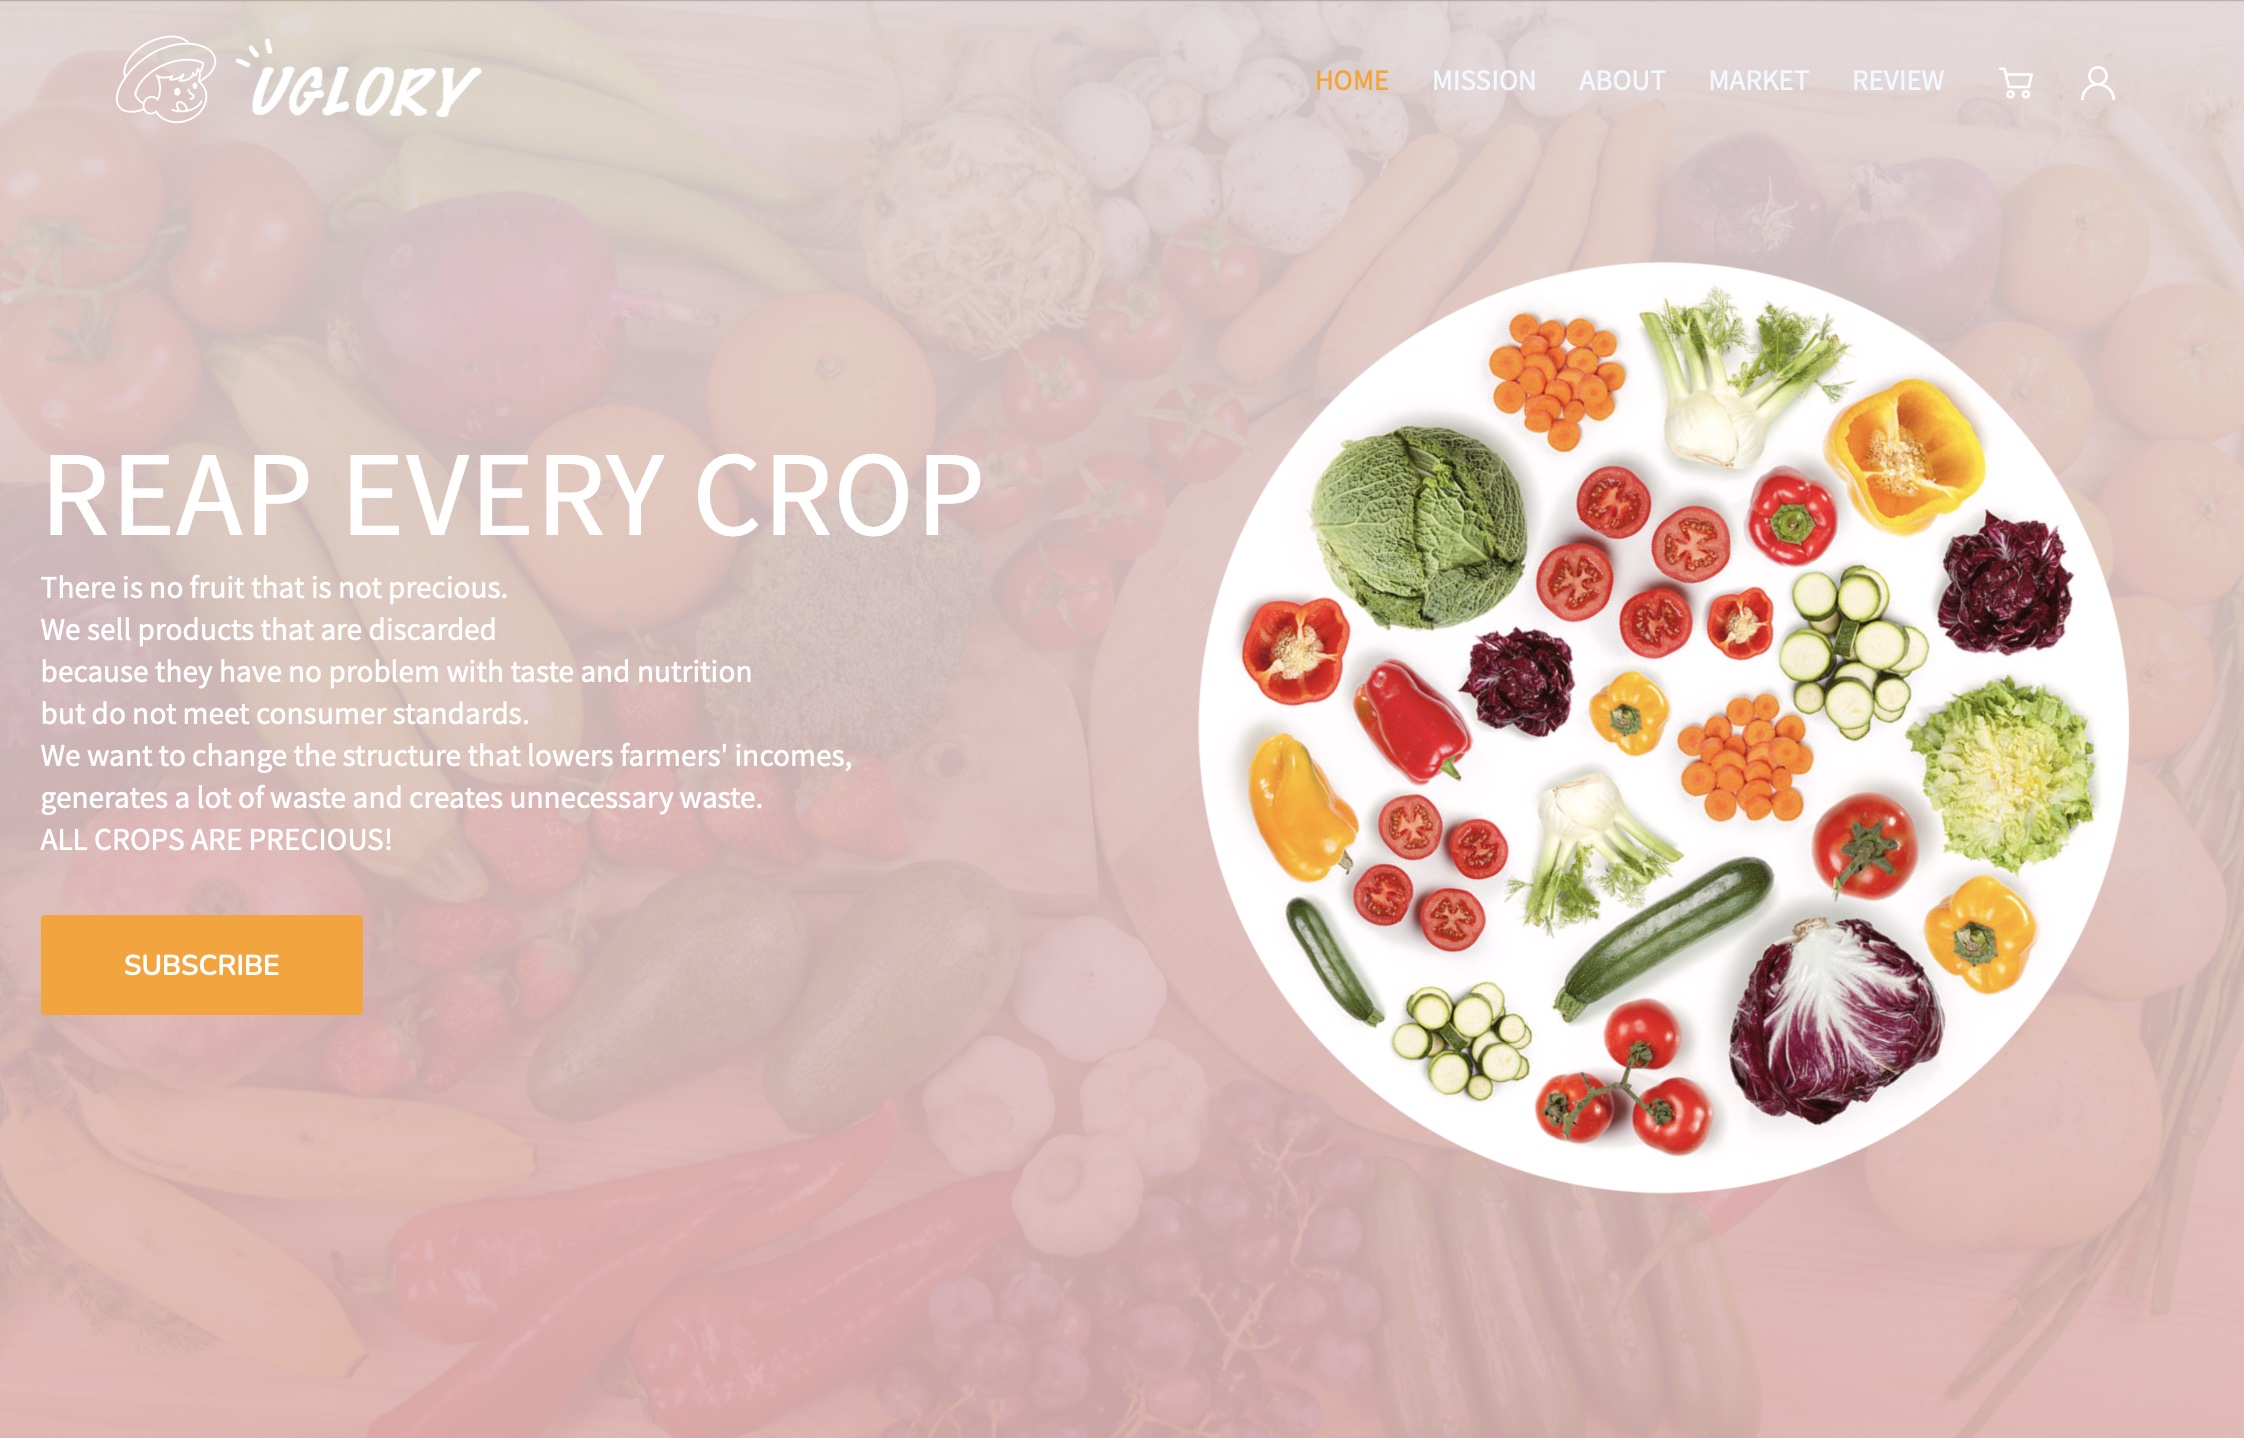 UGLORY
HOME MISSION ABOUT MARKET REVIEW
REAP EVERY CROP
There is no fruit that is not precious.
We sell products that are discarded
because they have no problem with taste and nutrition
but do not meet consumer standards.
We want to change the structure that lowers farmers' incomes,
generates a lot of waste and creates unnecessary waste.
ALL CROPS ARE PRECIOUS!
SUBSCRIBE